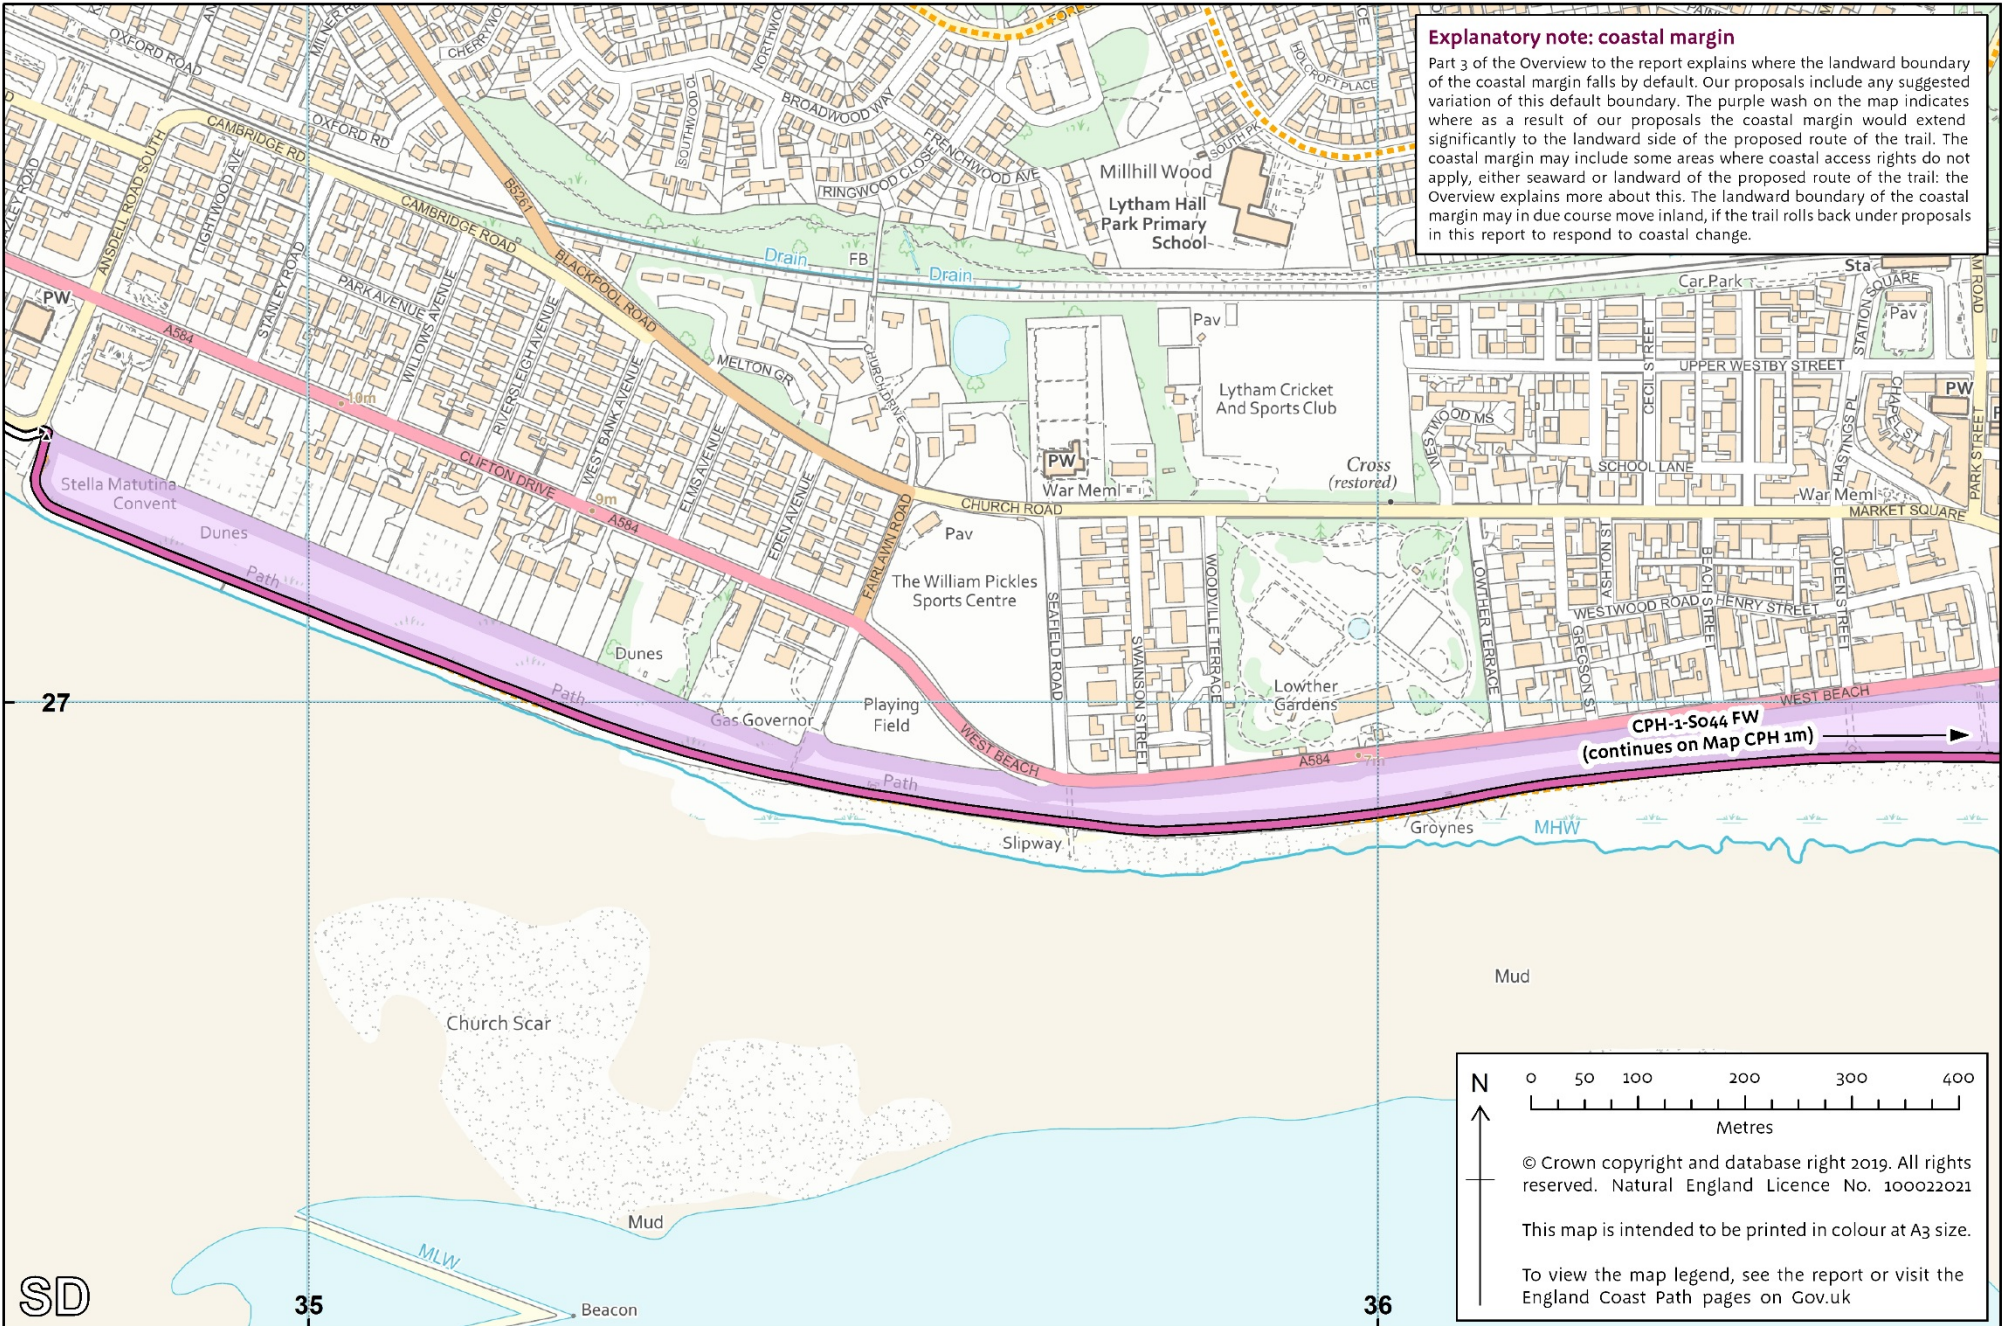 Explanatory note: coastal margin
Part 3 of the Overview to the report explains where the landward boundary
of the coastal margin falls by default. Our proposals include any suggested
variation of this default boundary. The purple wash on the map indicates
where as a result of our proposals the coastal margin would extend
significantly to the landward side of the proposed route of the trail. The
coastal margin may include some areas where coastal access rights do not
apply, either seaward or landward of the proposed route of the trail: the
Overview explains more about this. The landward boundary of the coastal
margin may in due course move inland, if the trail rolls back under proposals
in this report to respond to coastal change.
OXFORD ROAD
CHERRYWO
NORTHWO
SOUTHWOOD CL
BROADWOOD WAY
HOLCROFT PLACE
OXFORD RD
CAMBRIDGE RD
FRENCHWOOD AVE
SOUTH PK
RINGWOOD CLOSE
B5261
Millhill Wood
Lytham Hall
Park Primary
School
ANSDELL ROAD SOUTH
LIGHTWOOD AVE
CAMBRIDGE ROAD
STANLEY ROAD
Drain
FB
Drain
Sta
Car Park
STATION SQUARE
Pav
PW
PARK AVENUE
WILLOWS AVENUE
BLACKPOOL ROAD
RYERSLEIGH AVENUE
A584
Pav
CECIL STREET
UPPER WESTBY STREET
MELTON GR
CHURCH DRIVE
WEST BANK AVENUE
10m
Lytham Cricket
And Sports Club
WESTWOOD MS
HASTINGS PL
CHAPEL ST
PW
PARK STREET
CLIFTON DRIVE
ELMS AVENUE
EDEN AVENUE
9m
A584
PW
War Meml
Cross
(restored)
SCHOOL LANE
War Meml
MARKET SQUARE
CHURCH ROAD
FAIRLAWN ROAD
Stella Matutina
Convent
Dunes
Path
Pav
The William Pickles
Sports Centre
SEAFIELD ROAD
SWAINSON STREET
WOODVILLE TERRACE
LOWTHER TERRACE
ASHTON ST
BEACH STREET
QUEEN STREET
WESTWOOD ROAD
HENRY STREET
GREGSON ST
Dunes
Path
Lowther
Gardens
27
Gas Governor
Playing
Field
WEST BEACH
WEST BEACH
CPH-1-S044 FW
(continues on Map CPH 1m)
A584
7m
Path
Slipway
Groynes
MHW
Mud
Church Scar
Mud
MLW
Beacon
SD
35
36
N
0 50 100 200 300 400
Metres
© Crown copyright and database right 2019. All rights
reserved. Natural England Licence No. 100022021
This map is intended to be printed in colour at A3 size.
To view the map legend, see the report or visit the
England Coast Path pages on Gov.uk